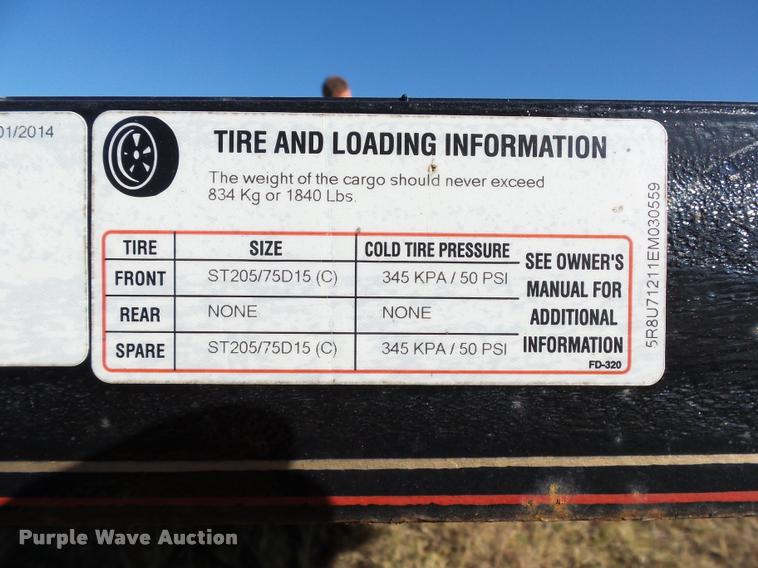 01/2014
TIRE AND LOADING INFORMATION
The weight of the cargo should never exceed
834 Kg or 1840 Lbs.
TIRE SIZE COLD TIRE PRESSURE
FRONT ST205/75D15 (C) 345 KPA / 50 PSI
REAR NONE NONE
SPARE ST205/75D15 (C) 345 KPA / 50 PSI
SEE OWNER'S
MANUAL FOR
ADDITIONAL
INFORMATION
FD-320
5R8U71211EM030559
Purple Wave Auction